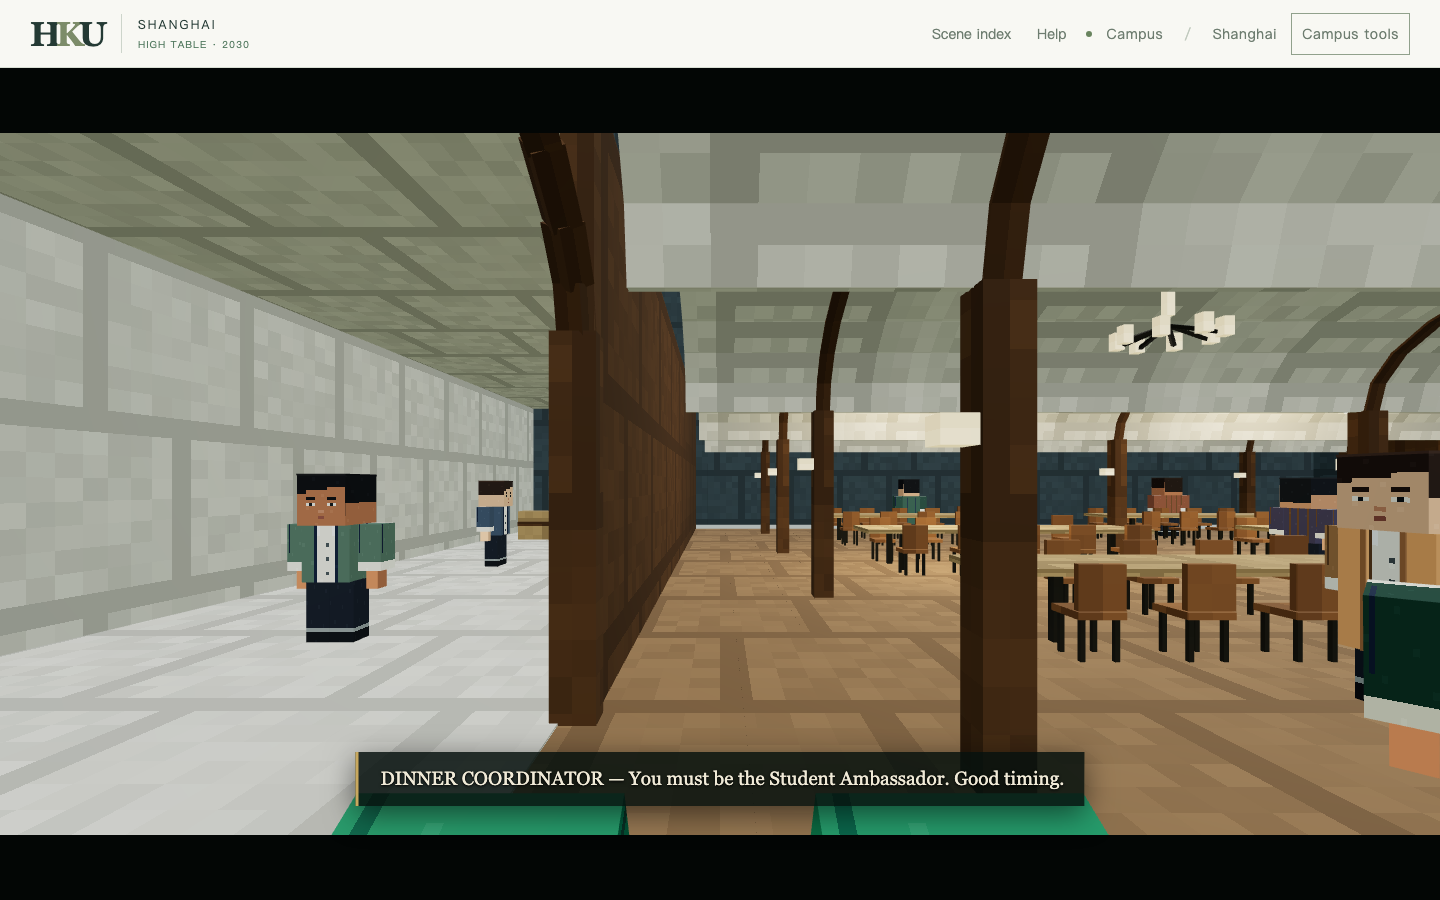 HKU
SHANGHAI
HIGH TABLE · 2030
Scene index
Help
Campus
/
Shanghai
Campus tools
DINNER COORDINATOR — You must be the Student Ambassador. Good timing.